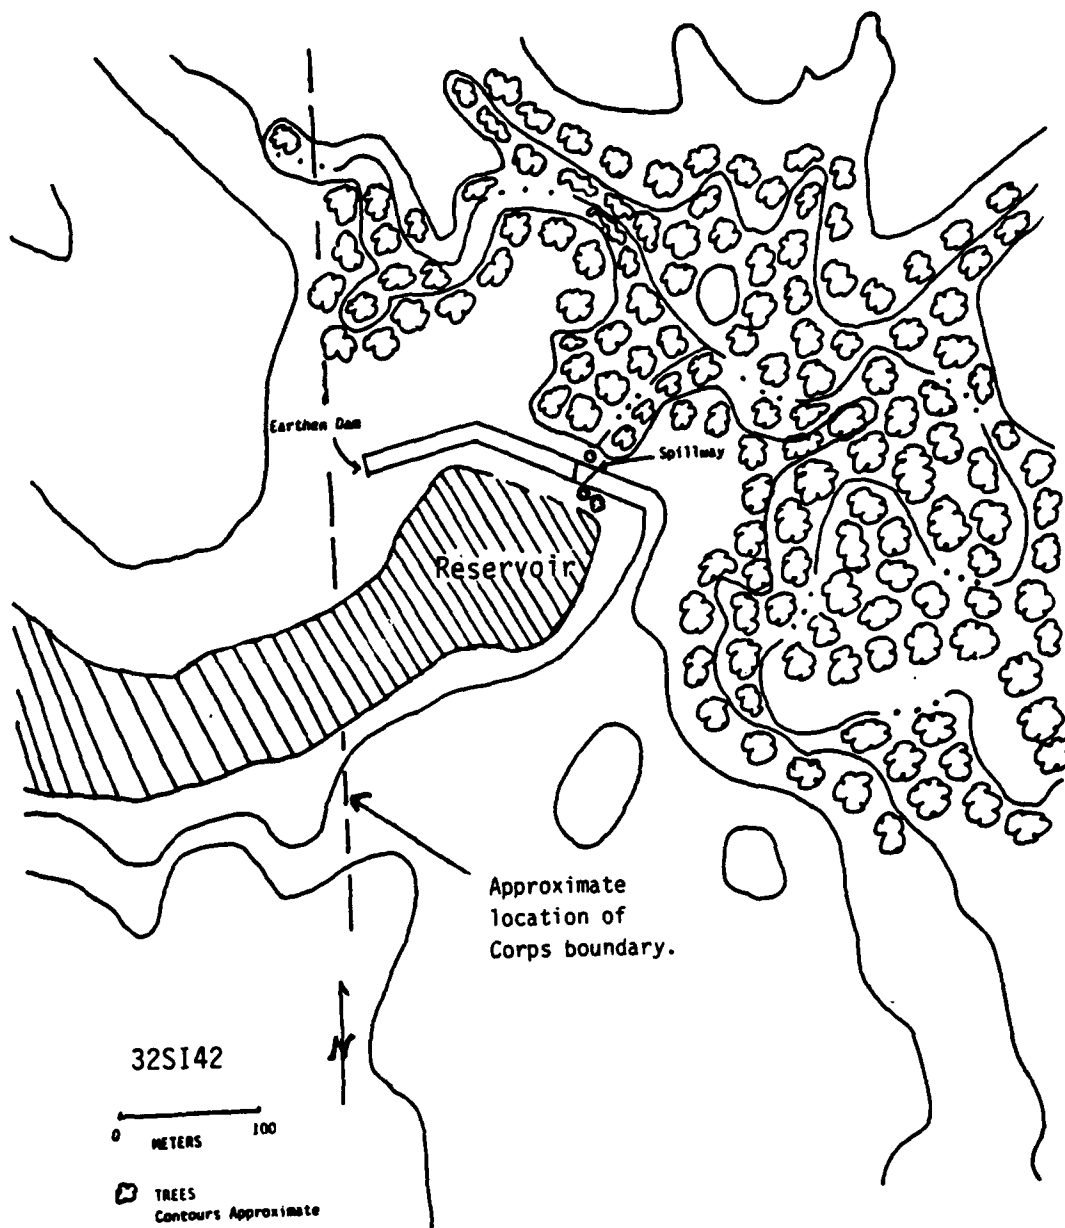 Earthen Dam
Spillway
Reservoir
Approximate
location of
Corps boundary.
N
32SI42
0 100
METERS
TREES
Contours Approximate